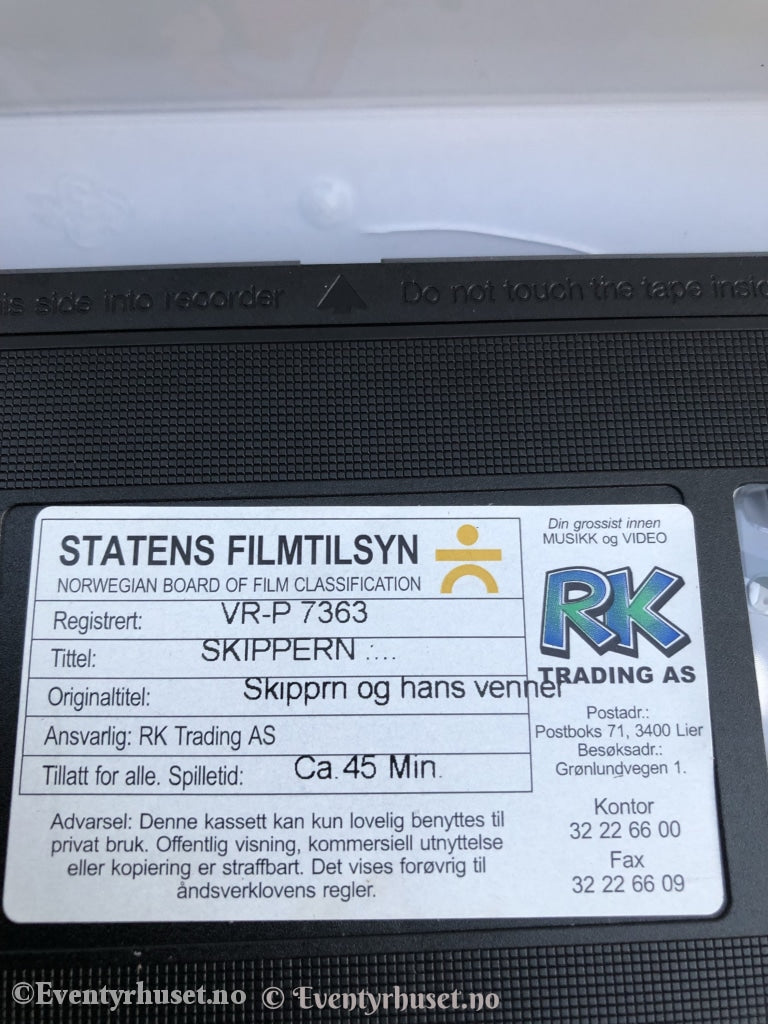 is side into recorder Do not touch the tape insid
STATENS FILMTILSYN
NORWEGIAN BOARD OF FILM CLASSIFICATION
Registrert: VR-P 7363
Tittel: SKIPPERN ....
Originaltitel: Skipprn og hans venner
Ansvarlig: RK Trading AS
Tillatt for alle. Spilletid: Ca. 45 Min.
Advarsel: Denne kassett kan kun lovelig benyttes til
privat bruk. Offentlig visning, kommersiell utnyttelse
eller kopiering er straffbart. Det vises forøvrig til
åndsverklovens regler.
Din grossist innen
MUSIKK og VIDEO
RK
TRADING AS
Postadr.:
Postboks 71, 3400 Lier
Besøksadr.:
Grønlundvegen 1.
Kontor
32 22 66 00
Fax
32 22 66 09
©Eventyrhuset.no © Eventyrhuset.no